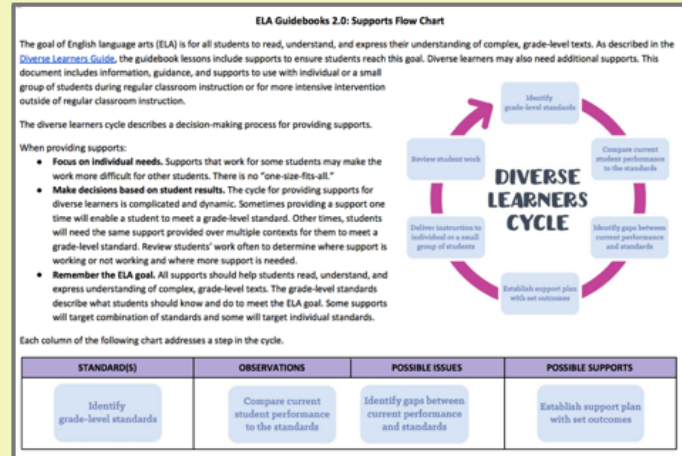 ELA Guidebooks 2.0: Supports Flow Chart
The goal of English language arts (ELA) is for all students to read, understand, and express their understanding of complex, grade-level texts. As described in the
Diverse Learners Guide, the guidebook lessons include supports to ensure students reach this goal. Diverse learners may also need additional supports. This
document includes information, guidance, and supports to use with individual or a small
group of students during regular classroom instruction or for more intensive intervention
outside of regular classroom instruction.
The diverse learners cycle describes a decision-making process for providing supports.
When providing supports:
● Focus on individual needs. Supports that work for some students may make the
work more difficult for other students. There is no "one-size-fits-all."
● Make decisions based on student results. The cycle for providing supports for
diverse learners is complicated and dynamic. Sometimes providing a support one
time will enable a student to meet a grade-level standard. Other times, students
will need the same support provided over multiple contexts for them to meet a
grade-level standard. Review students' work often to determine where support is
working or not working and where more support is needed.
● Remember the ELA goal. All supports should help students read, understand, and
express understanding of complex, grade-level texts. The grade-level standards
describe what students should know and do to meet the ELA goal. Some supports
will target combination of standards and some will target individual standards.
Identify
grade-level standards
Compare current
student performance
to the standards
Identify gaps between
current performance
and standards
Establish support plan
with set outcomes
Deliver instruction to
individual or a small
group of students
Review student work
DIVERSE
LEARNERS
CYCLE
Each column of the following chart addresses a step in the cycle.
STANDARD(S) OBSERVATIONS POSSIBLE ISSUES POSSIBLE SUPPORTS
Identify
grade-level standards
Compare current
student performance
to the standards
Identify gaps between
current performance
and standards
Establish support plan
with set outcomes